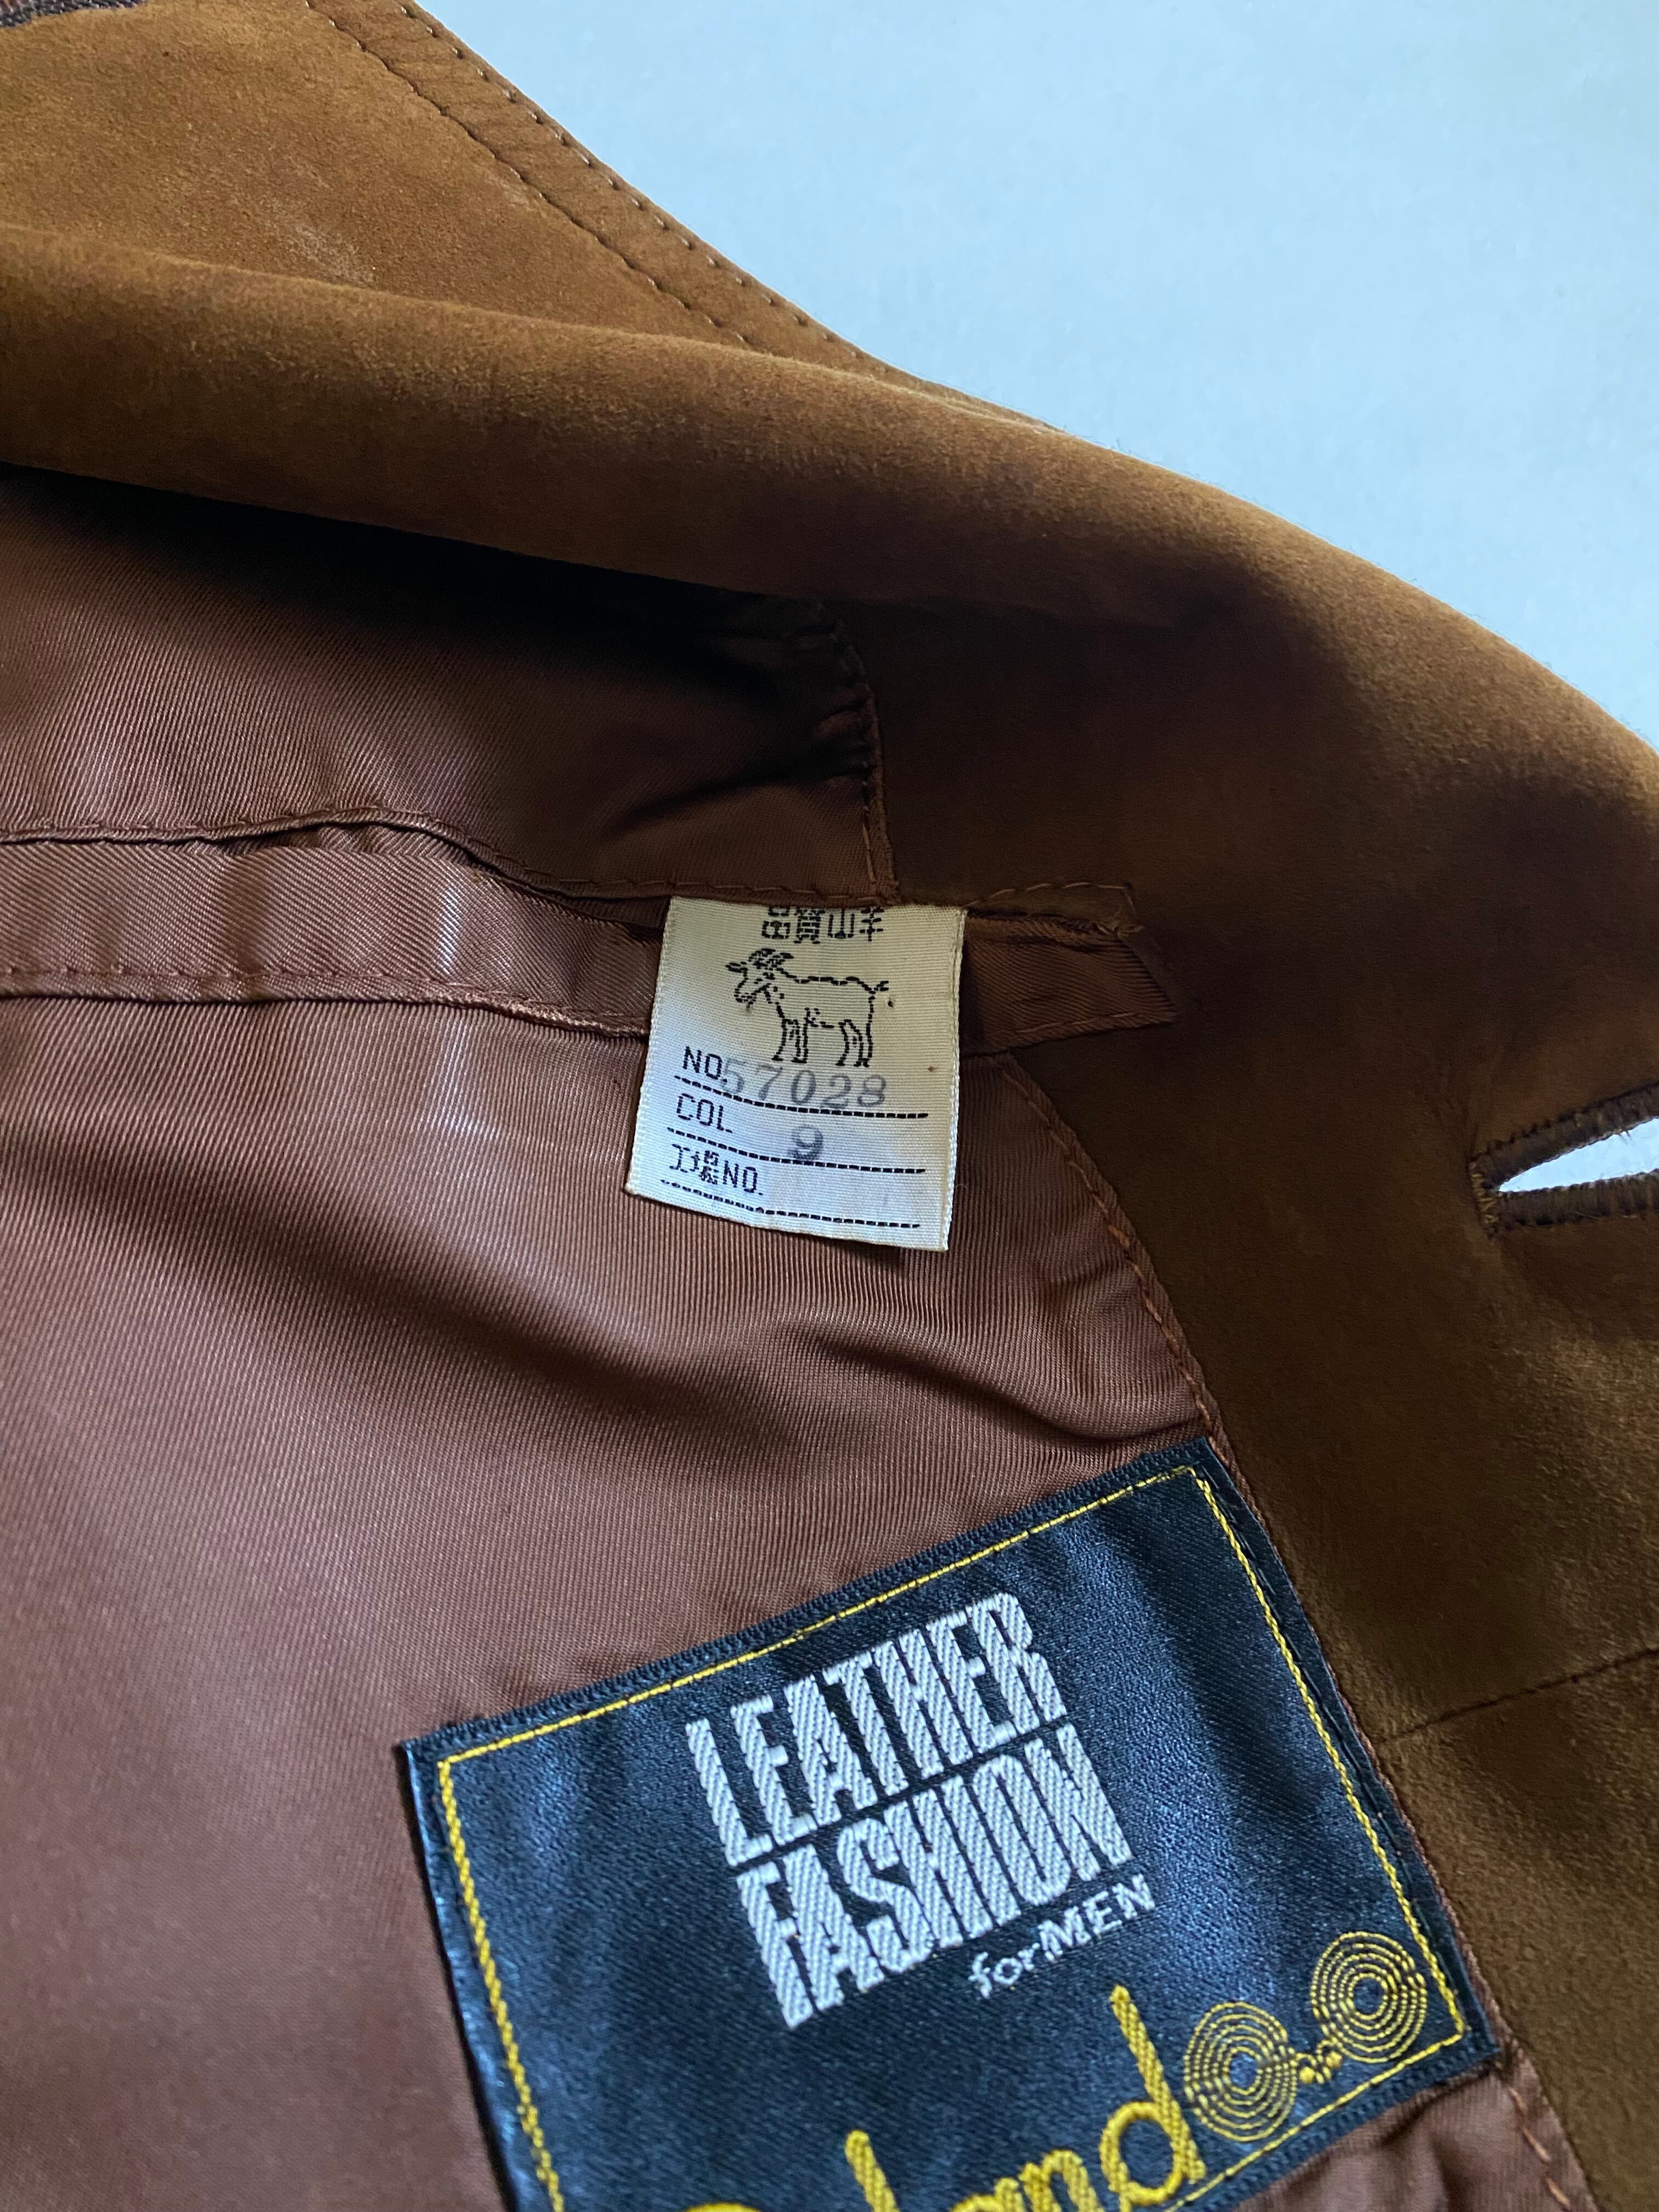 品質山羊
NO.57028
COL. 9
工場NO.
LEATHER
FASHION
for MEN